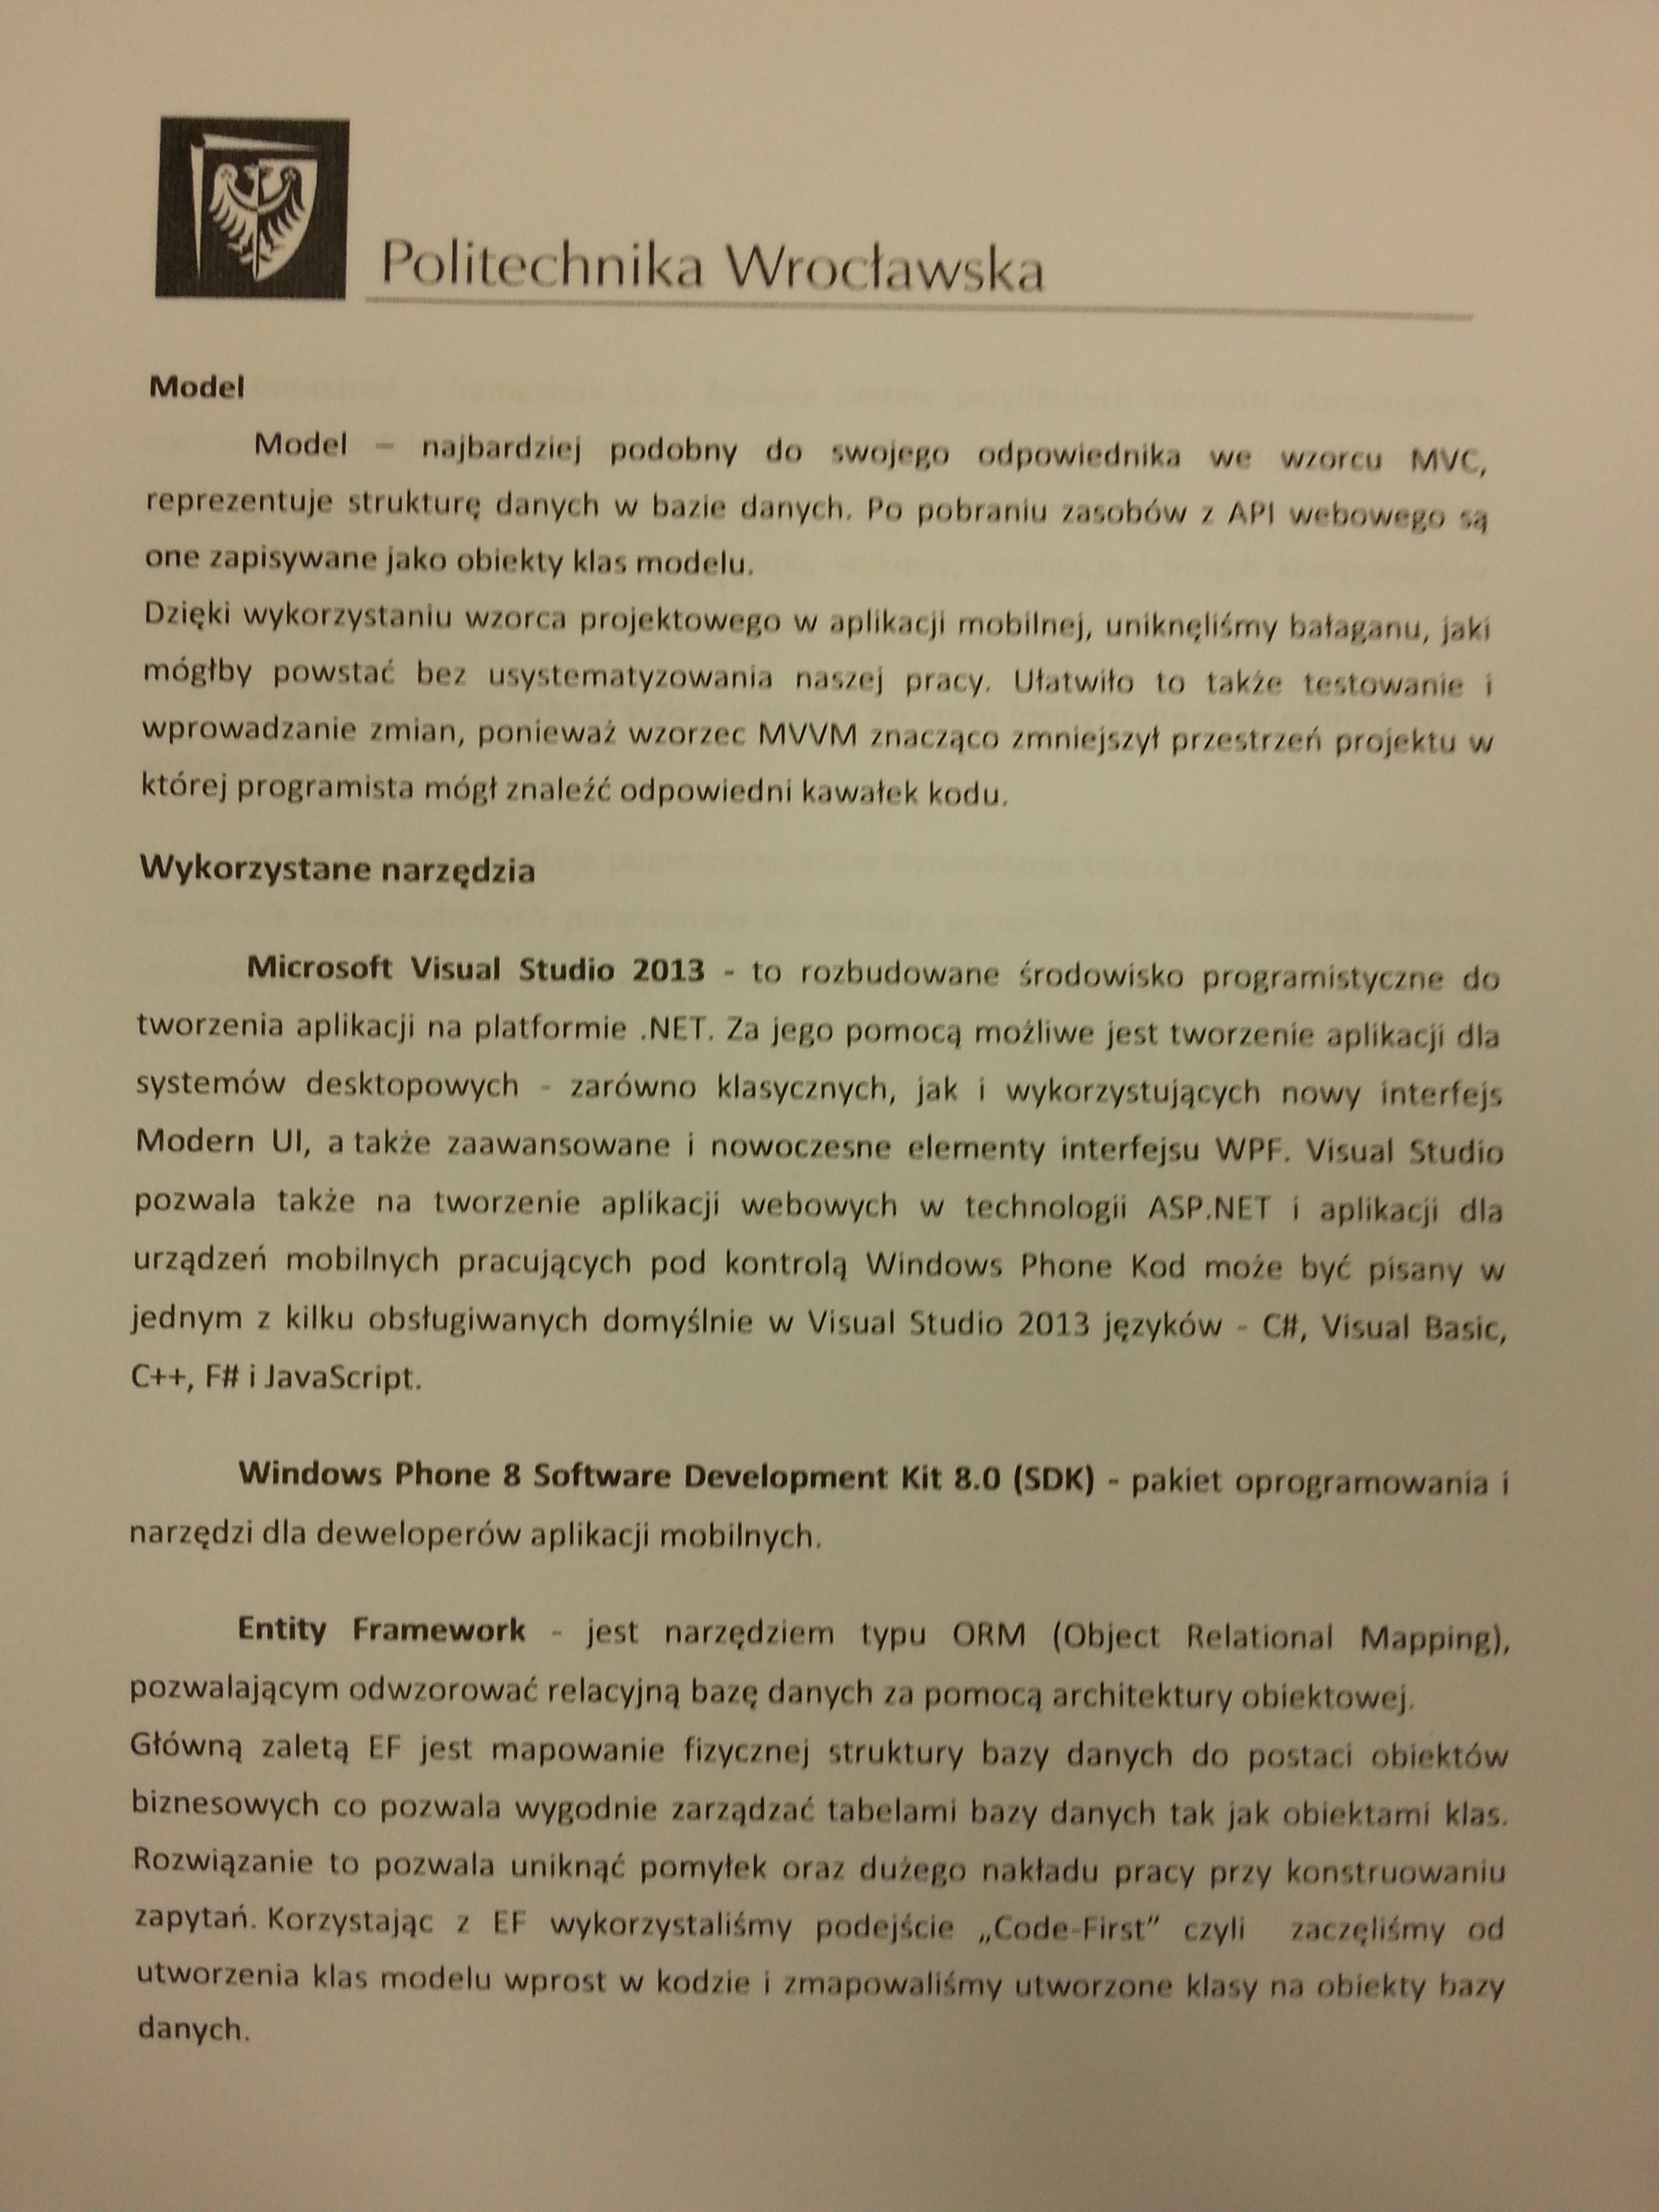 Politechnika Wrocławska
Model
Model – najbardziej podobny do swojego odpowiednika we wzorcu MVC,
reprezentuje strukturę danych w bazie danych. Po pobraniu zasobów z API webowego są
one zapisywane jako obiekty klas modelu.
Dzięki wykorzystaniu wzorca projektowego w aplikacji mobilnej, uniknęliśmy bałaganu, jaki
mógłby powstać bez usystematyzowania naszej pracy. Ułatwiło to także testowanie i
wprowadzanie zmian, ponieważ wzorzec MVVM znacząco zmniejszył przestrzeń projektu w
której programista mógł znaleźć odpowiedni kawałek kodu.
Wykorzystane narzędzia
Microsoft Visual Studio 2013 - to rozbudowane środowisko programistyczne do
tworzenia aplikacji na platformie .NET. Za jego pomocą możliwe jest tworzenie aplikacji dla
systemów desktopowych - zarówno klasycznych, jak i wykorzystujących nowy interfejs
Modern UI, a także zaawansowane i nowoczesne elementy interfejsu WPF. Visual Studio
pozwala także na tworzenie aplikacji webowych w technologii ASP.NET i aplikacji dla
urządzeń mobilnych pracujących pod kontrolą Windows Phone Kod może być pisany w
jednym z kilku obsługiwanych domyślnie w Visual Studio 2013 języków - C#, Visual Basic,
C++, F# i JavaScript.
Windows Phone 8 Software Development Kit 8.0 (SDK) - pakiet oprogramowania i
narzędzi dla deweloperów aplikacji mobilnych.
Entity Framework - jest narzędziem typu ORM (Object Relational Mapping),
pozwalającym odwzorować relacyjną bazę danych za pomocą architektury obiektowej.
Główną zaletą EF jest mapowanie fizycznej struktury bazy danych do postaci obiektów
biznesowych co pozwala wygodnie zarządzać tabelami bazy danych tak jak obiektami klas.
Rozwiązanie to pozwala uniknąć pomyłek oraz dużego nakładu pracy przy konstruowaniu
zapytań. Korzystając z EF wykorzystaliśmy podejście „Code-First” czyli zaczęliśmy od
utworzenia klas modelu wprost w kodzie i zmapowaliśmy utworzone klasy na obiekty bazy
danych.